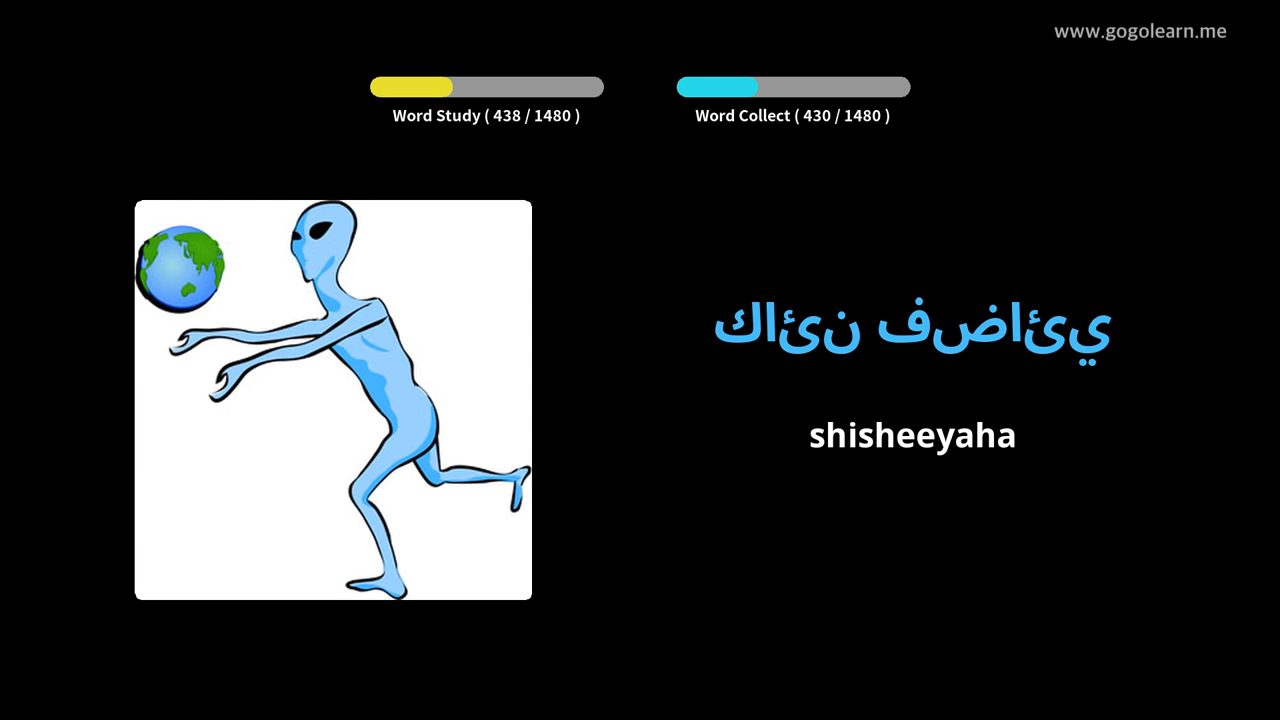 www.gogolearn.me
Word Study ( 438 / 1480 )
Word Collect ( 430 / 1480 )
كائن فضائي
shisheeyaha